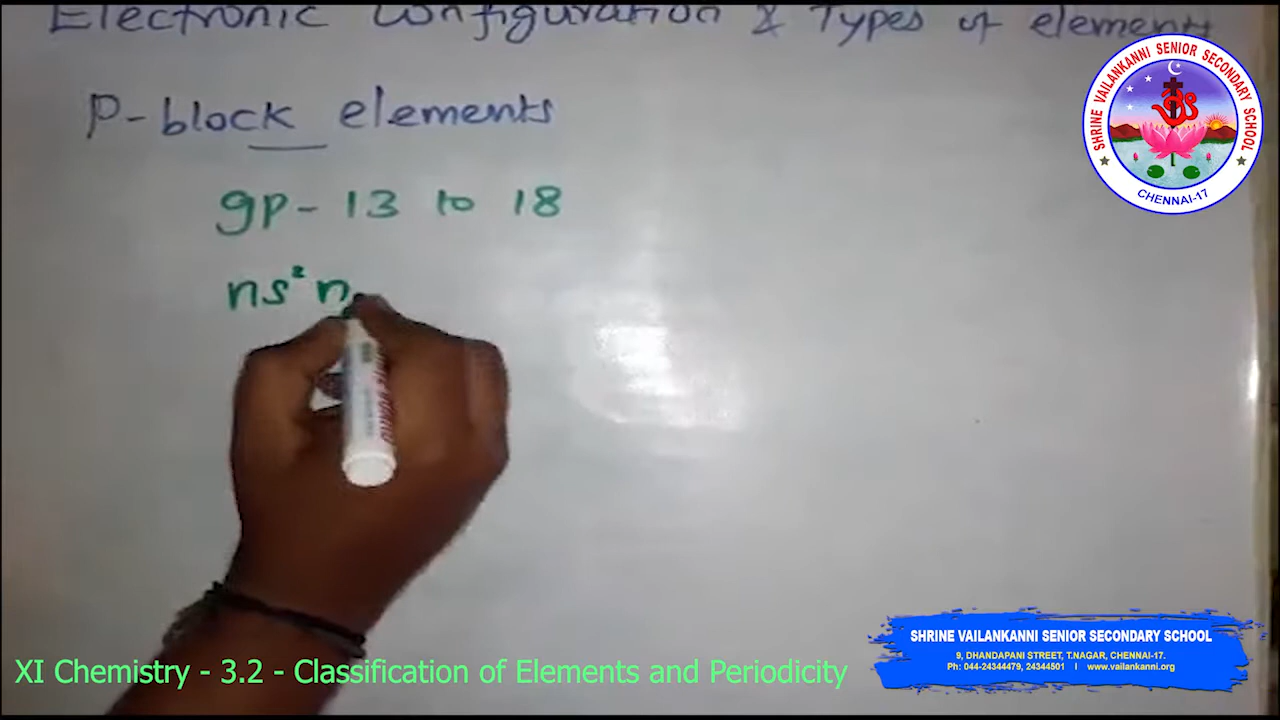 Electronic Configuration & Types of elements
P-block elements
gp - 13 to 18
ns² n
SHRINE VAILANKANNI SENIOR SECONDARY SCHOOL
CHENNAI-17
SHRINE VAILANKANNI SENIOR SECONDARY SCHOOL
9, DHANDAPANI STREET, T.NAGAR, CHENNAI-17.
Ph: 044-24344479, 24344501 I www.vailankanni.org
XI Chemistry - 3.2 - Classification of Elements and Periodicity